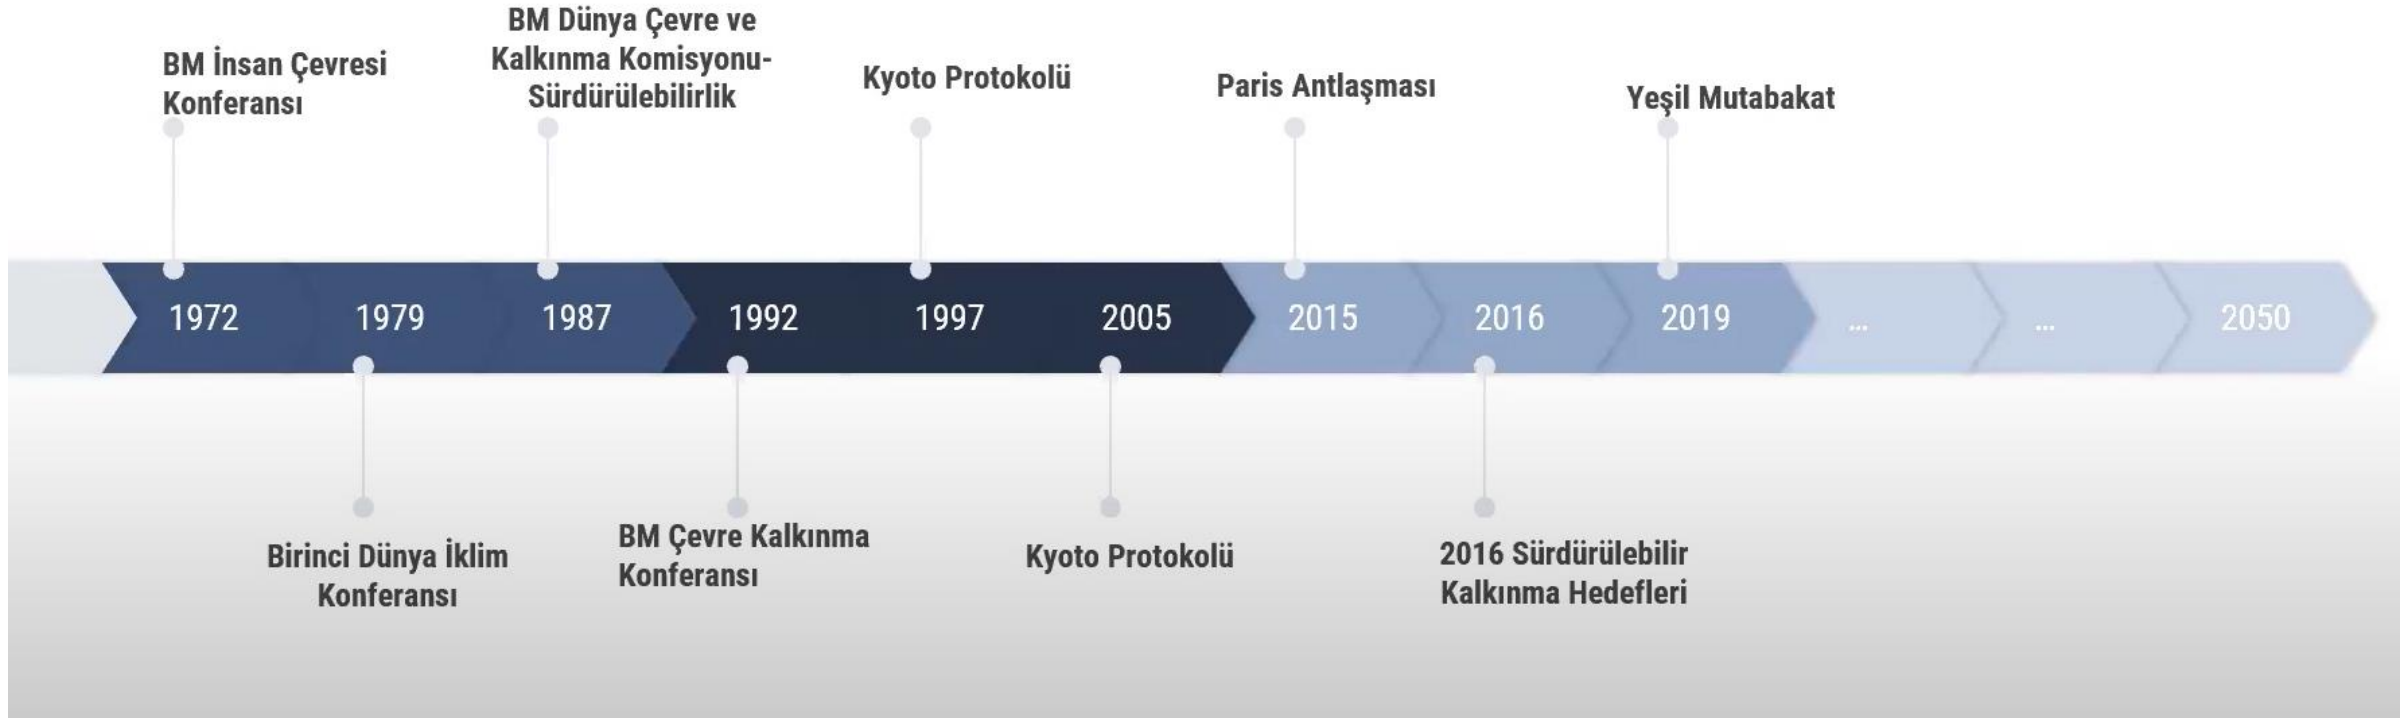 BM İnsan Çevresi
Konferansı
BM Dünya Çevre ve
Kalkınma Komisyonu-
Sürdürülebilirlik
Kyoto Protokolü
Paris Antlaşması
Yeşil Mutabakat
1972
1979
1987
1992
1997
2005
2015
2016
2019
...
...
2050
Birinci Dünya İklim
Konferansı
BM Çevre Kalkınma
Konferansı
Kyoto Protokolü
2016 Sürdürülebilir
Kalkınma Hedefleri